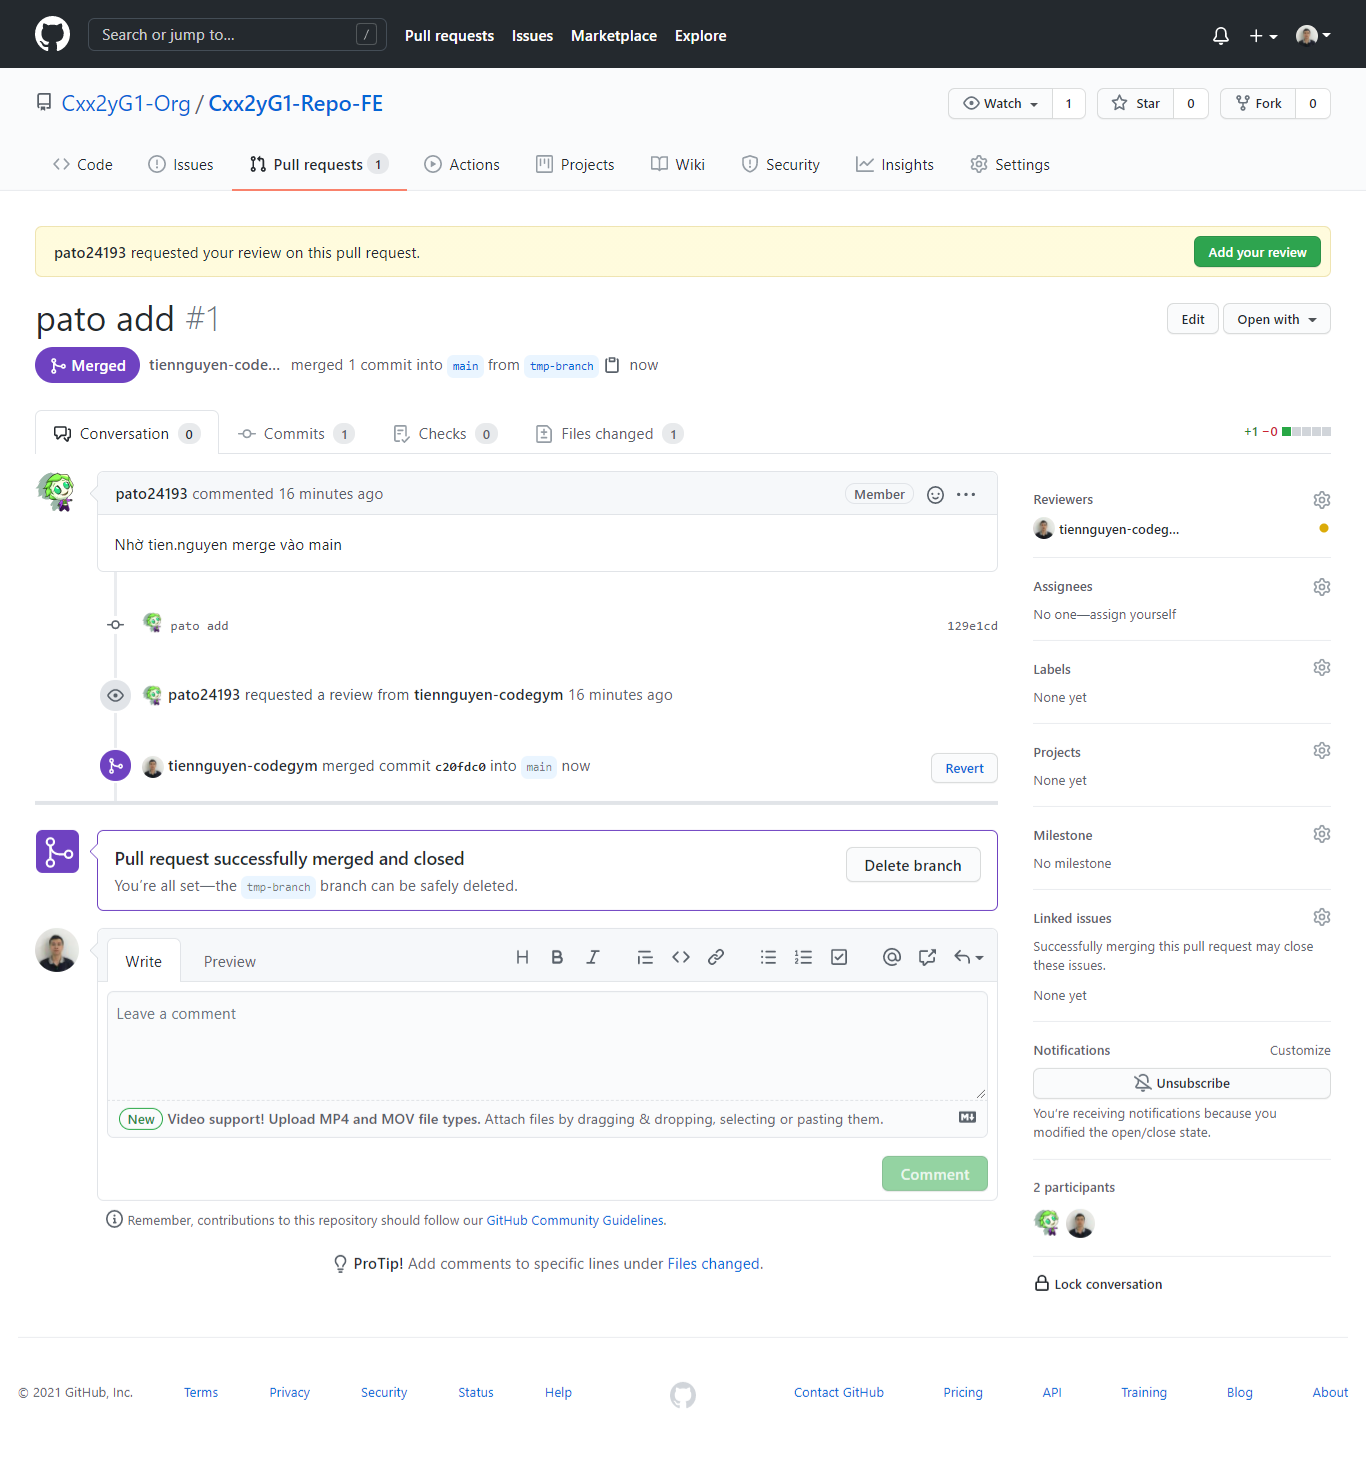 Search or jump to... /
Pull requests Issues Marketplace Explore
Cxx2yG1-Org / Cxx2yG1-Repo-FE
Watch 1 Star 0 Fork 0
Code Issues Pull requests 1 Actions Projects Wiki Security Insights Settings
pato24193 requested your review on this pull request.
Add your review
pato add #1
Edit Open with
Merged tiennguyen-code... merged 1 commit into main from tmp-branch now
Conversation 0 Commits 1 Checks 0 Files changed 1
+1 −0
pato24193 commented 16 minutes ago
Member
Nhờ tien.nguyen merge vào main
pato add 129e1cd
pato24193 requested a review from tiennguyen-codegym 16 minutes ago
tiennguyen-codegym merged commit c20fdc0 into main now
Revert
Pull request successfully merged and closed
You're all set—the tmp-branch branch can be safely deleted.
Delete branch
Write Preview
H B I
Leave a comment
New Video support! Upload MP4 and MOV file types. Attach files by dragging & dropping, selecting or pasting them.
Comment
Remember, contributions to this repository should follow our GitHub Community Guidelines.
ProTip! Add comments to specific lines under Files changed.
Reviewers
tiennguyen-codeg...
Assignees
No one—assign yourself
Labels
None yet
Projects
None yet
Milestone
No milestone
Linked issues
Successfully merging this pull request may close
these issues.
None yet
Notifications Customize
Unsubscribe
You're receiving notifications because you
modified the open/close state.
2 participants
Lock conversation
© 2021 GitHub, Inc. Terms Privacy Security Status Help Contact GitHub Pricing API Training Blog About